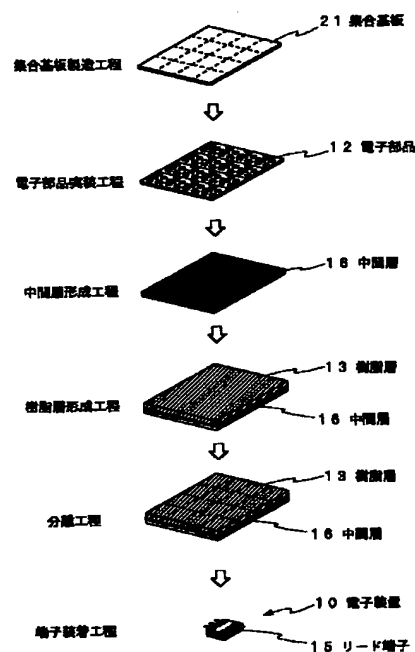 21 集合基板
集合基板製造工程
12 電子部品
電子部品実装工程
16 中間層
中間層形成工程
13 樹脂層
樹脂層形成工程
16 中間層
13 樹脂層
分離工程
16 中間層
10 電子装置
端子装着工程
15 リード端子